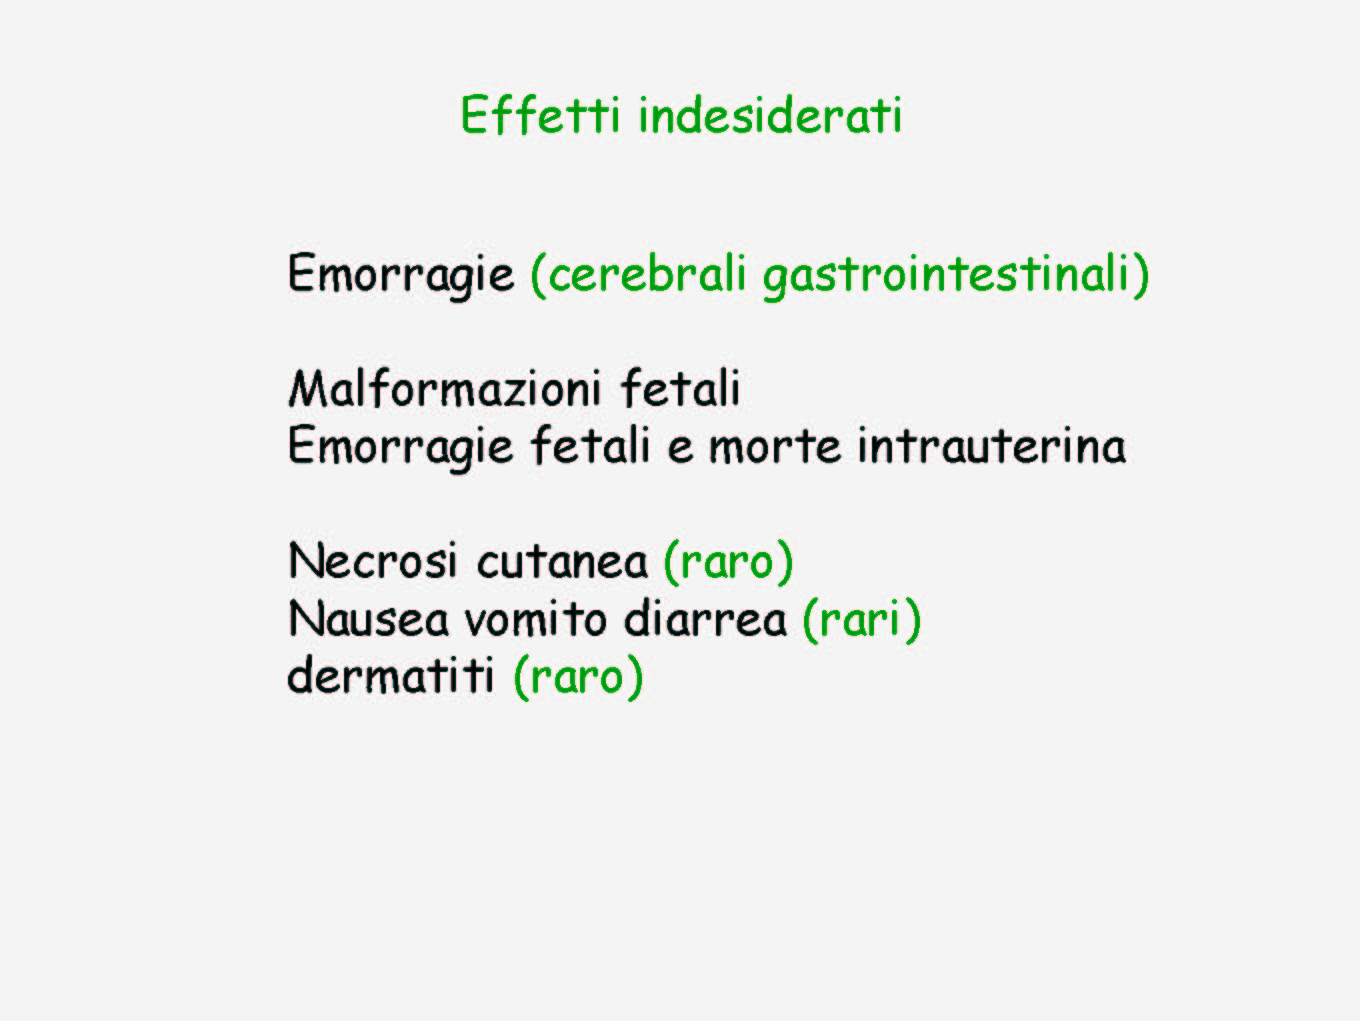 Effetti indesiderati
Emorragie (cerebrali gastrointestinali)
Malformazioni fetali
Emorragie fetali e morte intrauterina
Necrosi cutanea (raro)
Nausea vomito diarrea (rari)
dermatiti (raro)